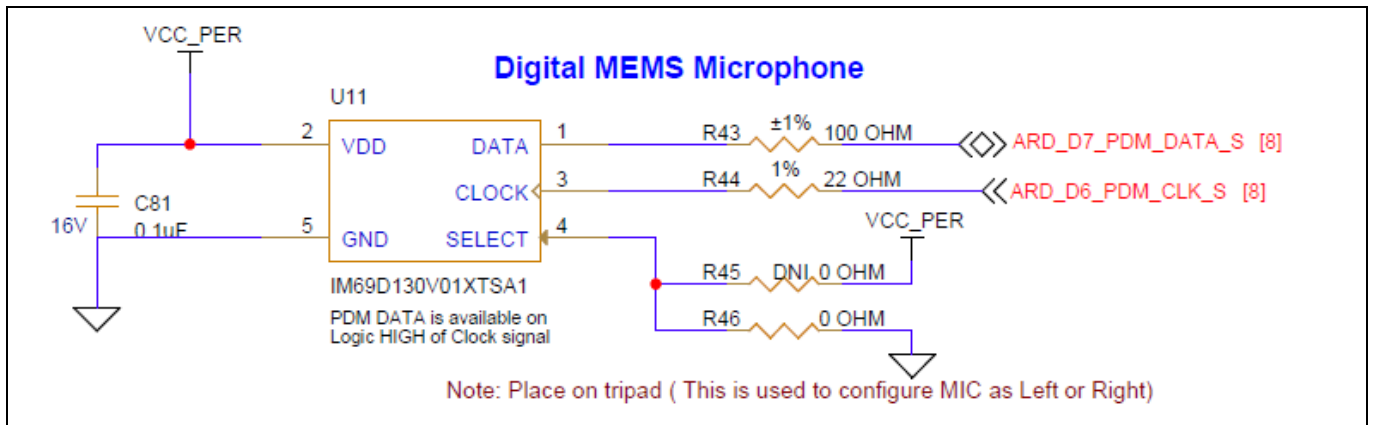 VCC_PER
Digital MEMS Microphone
U11
2 VDD DATA 1 R43 ±1% 100 OHM ARD_D7_PDM_DATA_S [8]
CLOCK 3 R44 1% 22 OHM ARD_D6_PDM_CLK_S [8]
C81
16V 0.1uF
5 GND SELECT 4
VCC_PER
R45 DNI 0 OHM
IM69D130V01XTSA1
PDM DATA is available on
Logic HIGH of Clock signal
R46 0 OHM
Note: Place on tripad ( This is used to configure MIC as Left or Right)